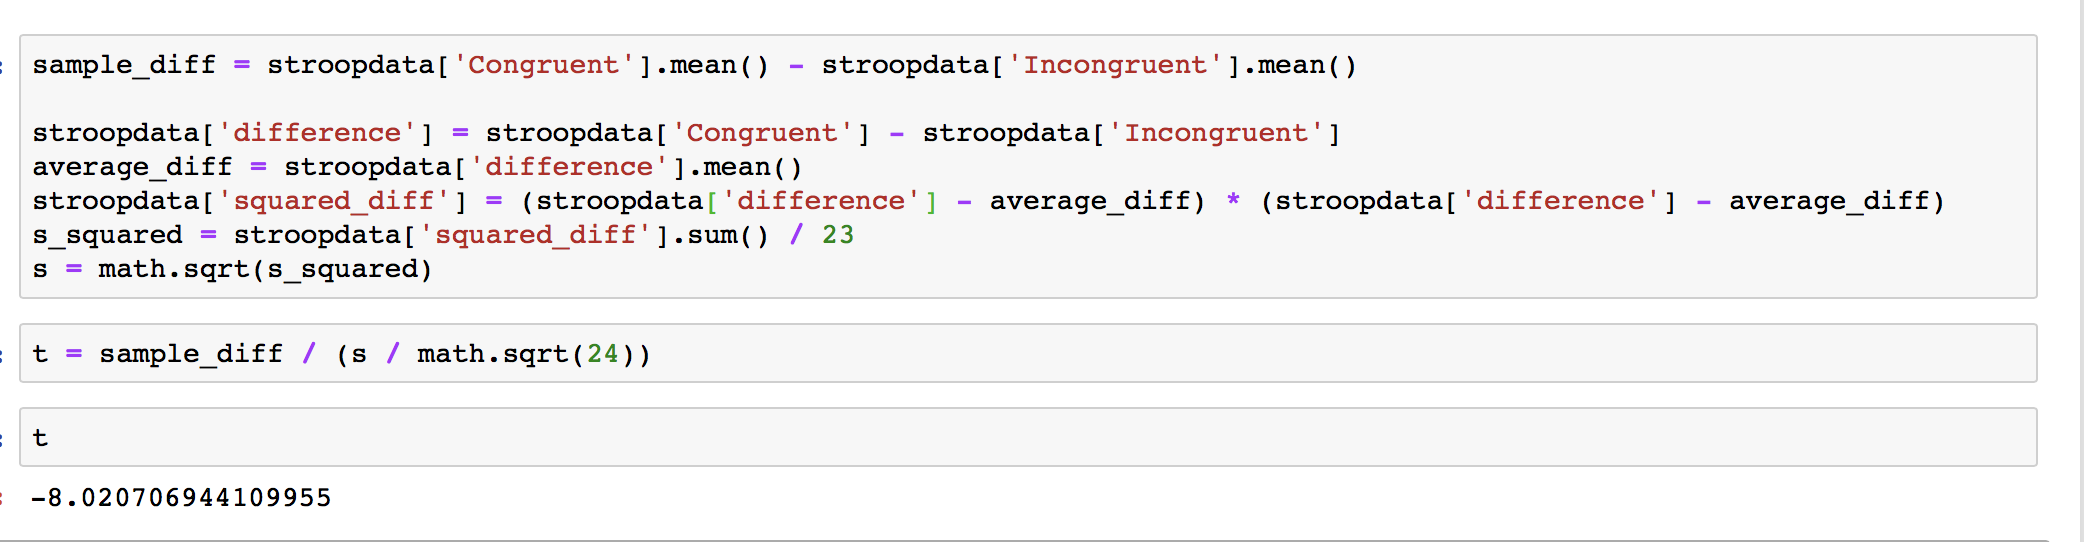 sample_diff = stroopdata['Congruent'].mean() - stroopdata['Incongruent'].mean()
stroopdata['difference'] = stroopdata['Congruent'] - stroopdata['Incongruent']
average_diff = stroopdata['difference'].mean()
stroopdata['squared_diff'] = (stroopdata['difference'] - average_diff) * (stroopdata['difference'] - average_diff)
s_squared = stroopdata['squared_diff'].sum() / 23
s = math.sqrt(s_squared)
t = sample_diff / (s / math.sqrt(24))
t
-8.020706944109955